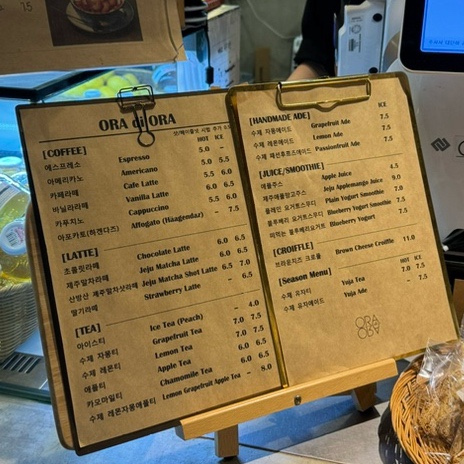 15
ORA di ORA
시럽 추가
HOT ICE
[COFFEE]
에스프레소 Espresso 5.0 –
아메리카노 Americano 5.0 5.5
카페라떼 Cafe Latte 5.5 6.0
바닐라라떼 Vanilla Latte 6.0 6.5
카푸치노 Cappuccino 5.5 6.0
아포카토(하겐다즈) Affogato (Häagendaz) – 7.5
[LATTE]
초콜릿라떼 Chocolate Latte 6.0 6.5
제주말차라떼 Jeju Matcha Latte 6.0 6.5
산방산 제주말차샷라떼 Jeju Matcha Shot Latte 6.5 7.0
딸기라떼 Strawberry Latte – 6.5
[TEA]
아이스티 Ice Tea (Peach) – 4.0
수제 자몽티 Grapefruit Tea 7.0 7.5
수제 레몬티 Lemon Tea 7.0 7.5
애플티 Apple Tea 6.0 6.5
카모마일티 Chamomile Tea 6.0 6.5
수제 레몬자몽애플티 Lemon Grapefruit Apple Tea – 8.0
[HANDMADE ADE] ICE
수제 자몽에이드 Grapefruit Ade 7.5
수제 레몬에이드 Lemon Ade 7.5
수제 패션후르츠에이드 Passionfruit Ade 7.5
[JUICE/SMOOTHIE]
애플주스 Apple Juice 4.5
제주애플망고주스 Jeju Applemango Juice 9.0
플레인 요거트스무디 Plain Yogurt Smoothie 7.0
블루베리 요거트스무디 Blueberry Yogurt Smoothie 7.5
떠먹는 블루베리요거트 Blueberry Yogurt 7.5
[CROIFFLE]
브라운치즈 크로플 Brown Cheese Croiffle 11.0
[Season Menu] HOT ICE
수제 유자티 Yuja Tea 7.0 7.5
수제 유자에이드 Yuja Ade – 7.5
ORA
ORA